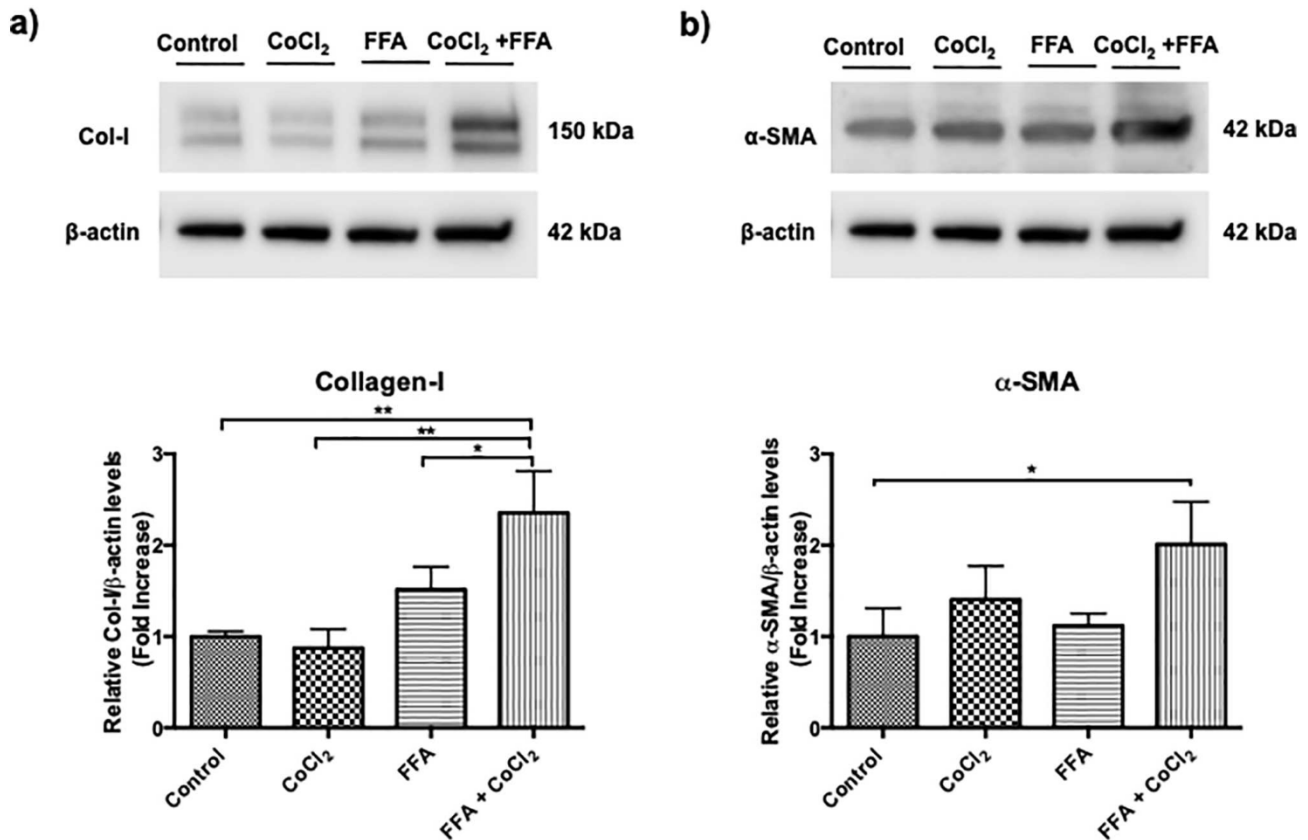 a)
Control CoCl₂ FFA CoCl₂ +FFA
Col-I 150 kDa
β-actin 42 kDa
Collagen-I
** 
**
*
Relative Col-I/β-actin levels
(Fold Increase)
3
2
1
0
Control CoCl₂ FFA FFA + CoCl₂
b)
Control CoCl₂ FFA CoCl₂ +FFA
α-SMA 42 kDa
β-actin 42 kDa
α-SMA
*
Relative α-SMA/β-actin levels
(Fold Increase)
3
2
1
0
Control CoCl₂ FFA FFA + CoCl₂